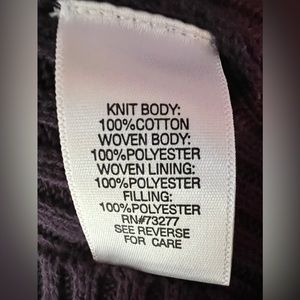 KNIT BODY:
100%COTTON
WOVEN BODY:
100%POLYESTER
WOVEN LINING:
100%POLYESTER
FILLING:
100%POLYESTER
RN#73277
SEE REVERSE
FOR CARE